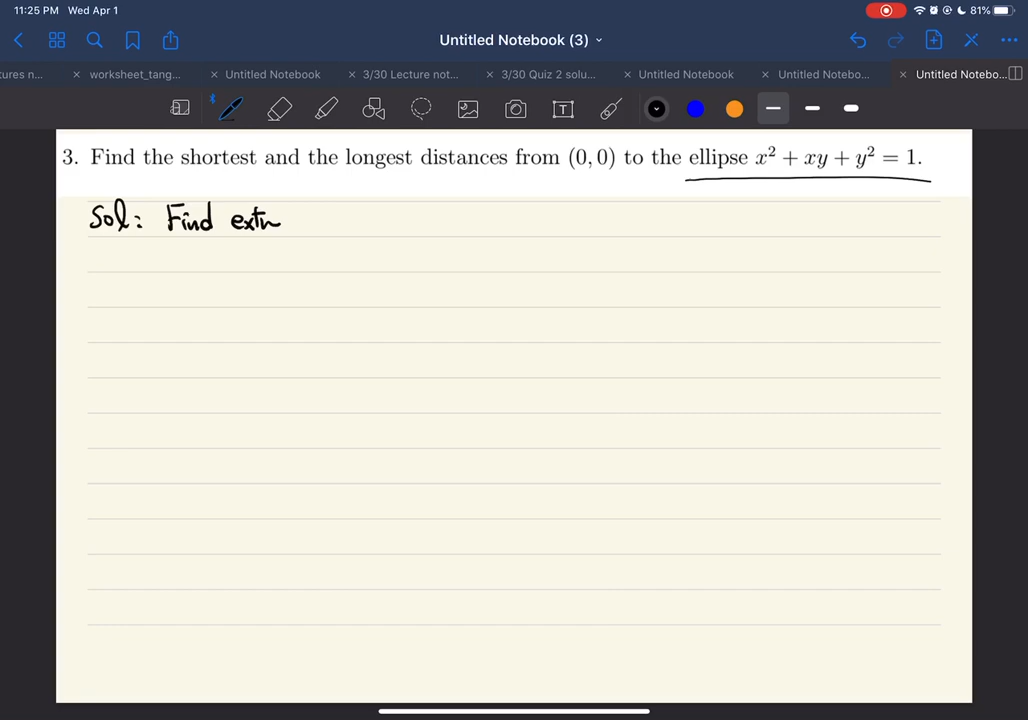 11:25 PM Wed Apr 1
81%
Untitled Notebook (3)
tures n...
worksheet_tang...
Untitled Notebook
3/30 Lecture not...
3/30 Quiz 2 solu...
Untitled Notebook
Untitled Notebo...
Untitled Notebo...
3. Find the shortest and the longest distances from (0, 0) to the ellipse x² + xy + y² = 1.
Sol: Find extr